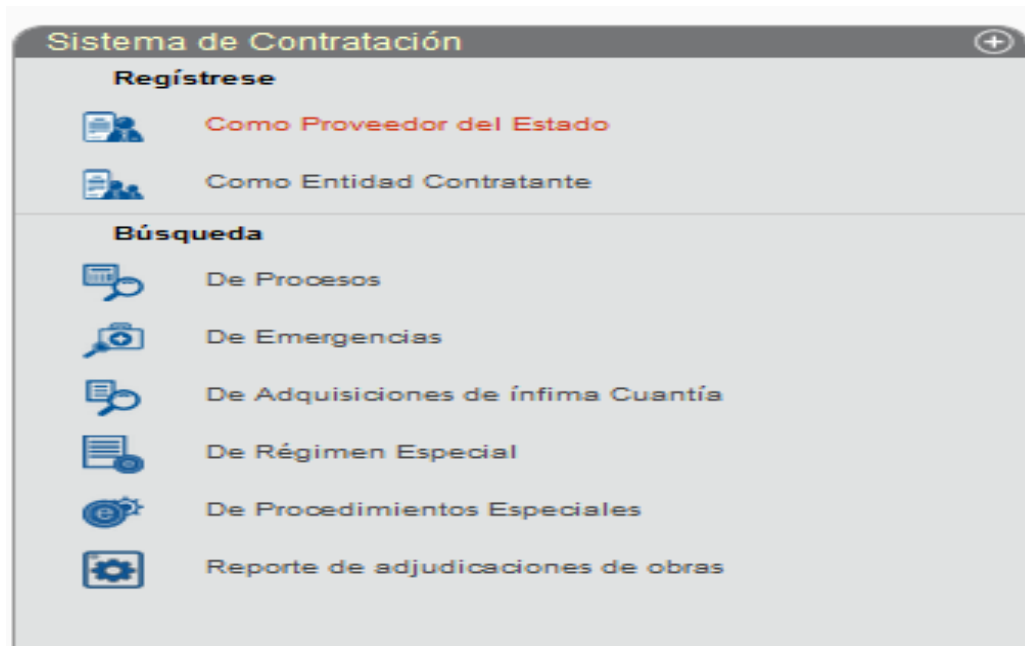 Sistema de Contratación
Regístrese
Como Proveedor del Estado
Como Entidad Contratante
Búsqueda
De Procesos
De Emergencias
De Adquisiciones de ínfima Cuantía
De Régimen Especial
De Procedimientos Especiales
Reporte de adjudicaciones de obras